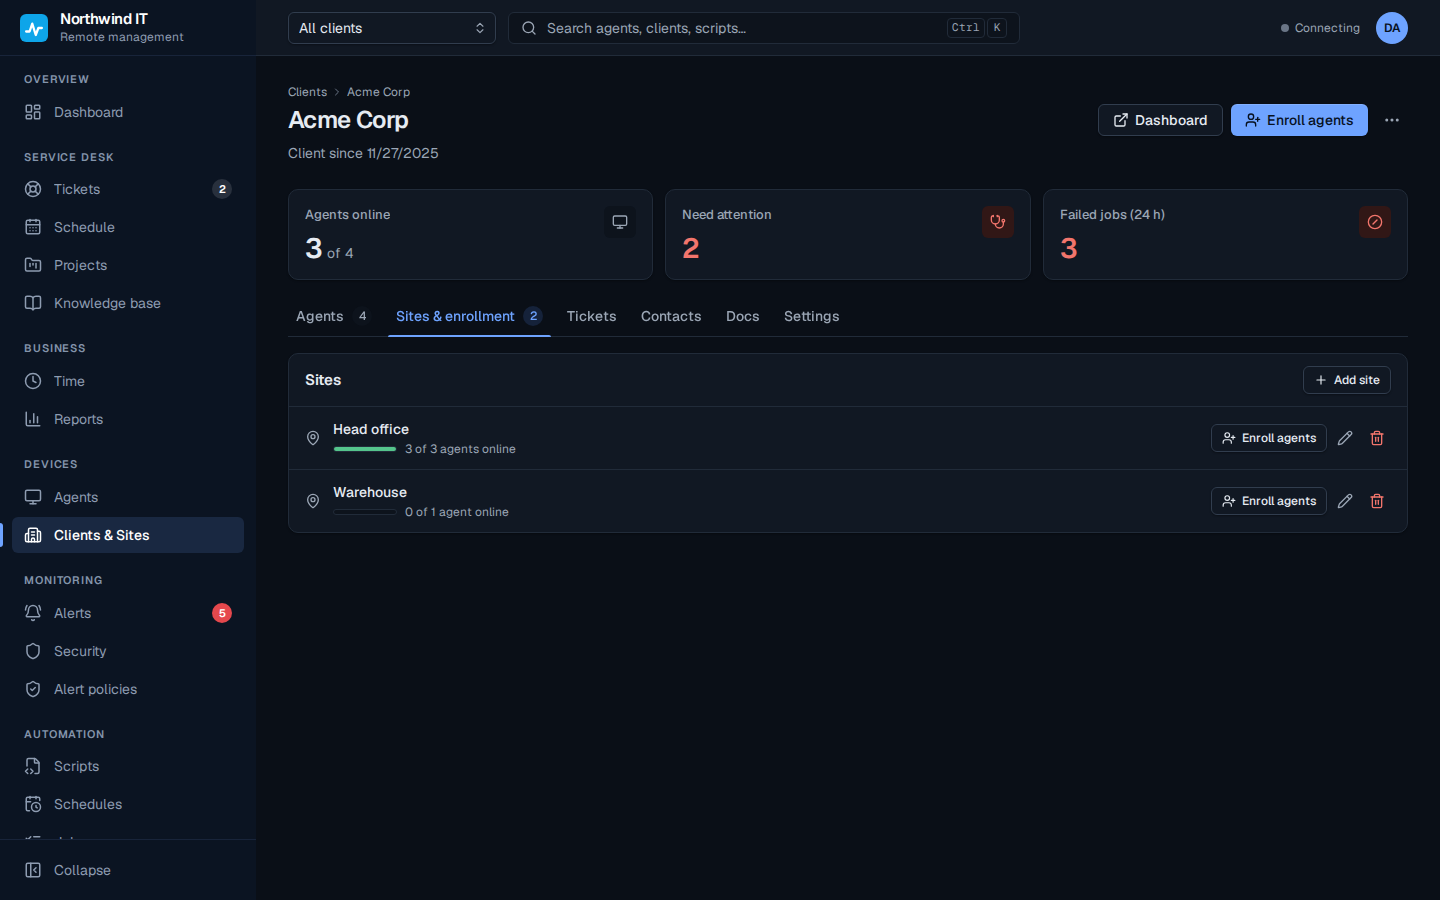 Northwind IT
Remote management
All clients
Search agents, clients, scripts...
Ctrl K
Connecting
DA
OVERVIEW
Dashboard
SERVICE DESK
Tickets 2
Schedule
Projects
Knowledge base
BUSINESS
Time
Reports
DEVICES
Agents
Clients & Sites
MONITORING
Alerts 5
Security
Alert policies
AUTOMATION
Scripts
Schedules
Collapse
Clients > Acme Corp
Acme Corp
Client since 11/27/2025
Dashboard
Enroll agents
Agents online
3 of 4
Need attention
2
Failed jobs (24 h)
3
Agents 4
Sites & enrollment 2
Tickets
Contacts
Docs
Settings
Sites
Add site
Head office
3 of 3 agents online
Enroll agents
Warehouse
0 of 1 agent online
Enroll agents